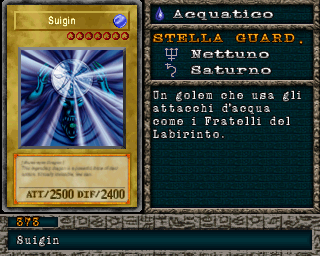 Suigin
ATT/2500 DIF/2400
Acquatico
STELLA GUARD.
Nettuno
Saturno
Un golem che usa gli
attacchi d'acqua
come i Fratelli del
Labirinto.
373
Suigin